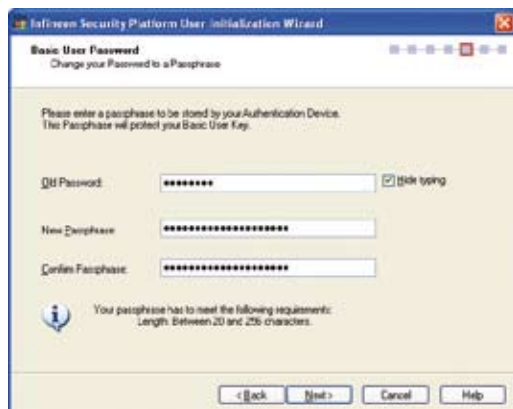 Infineon Security Platform User Initialization Wizard
Basic User Password
Change your Password to a Passphrase
Please enter a passphrase to be stored by your Authentication Device.
This Passphrase will protect your Basic User Key.
Old Password: ••••••••
Hide typing
New Passphrase ••••••••••••••••••••
Confirm Passphrase: ••••••••••••••••••••
Your passphrase has to meet the following requirements:
Length: Between 20 and 256 characters.
< Back Next > Cancel Help